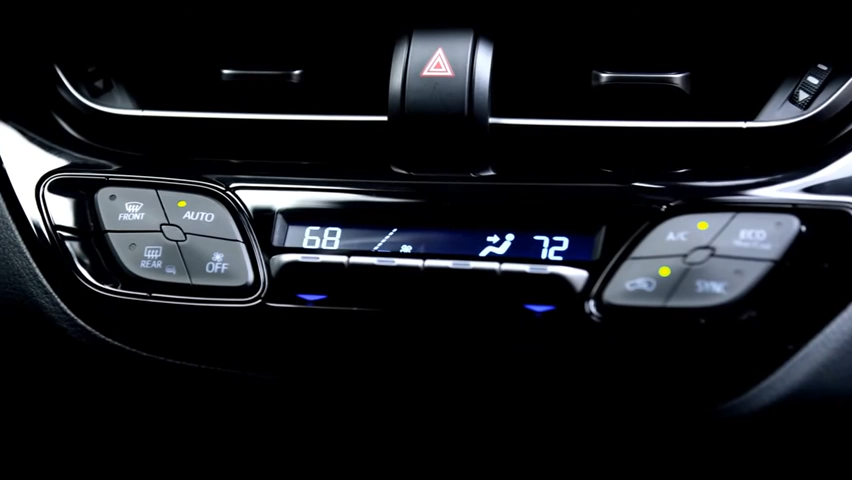 FRONT
AUTO
REAR
OFF
68
72
A/C
ECO
SYNC